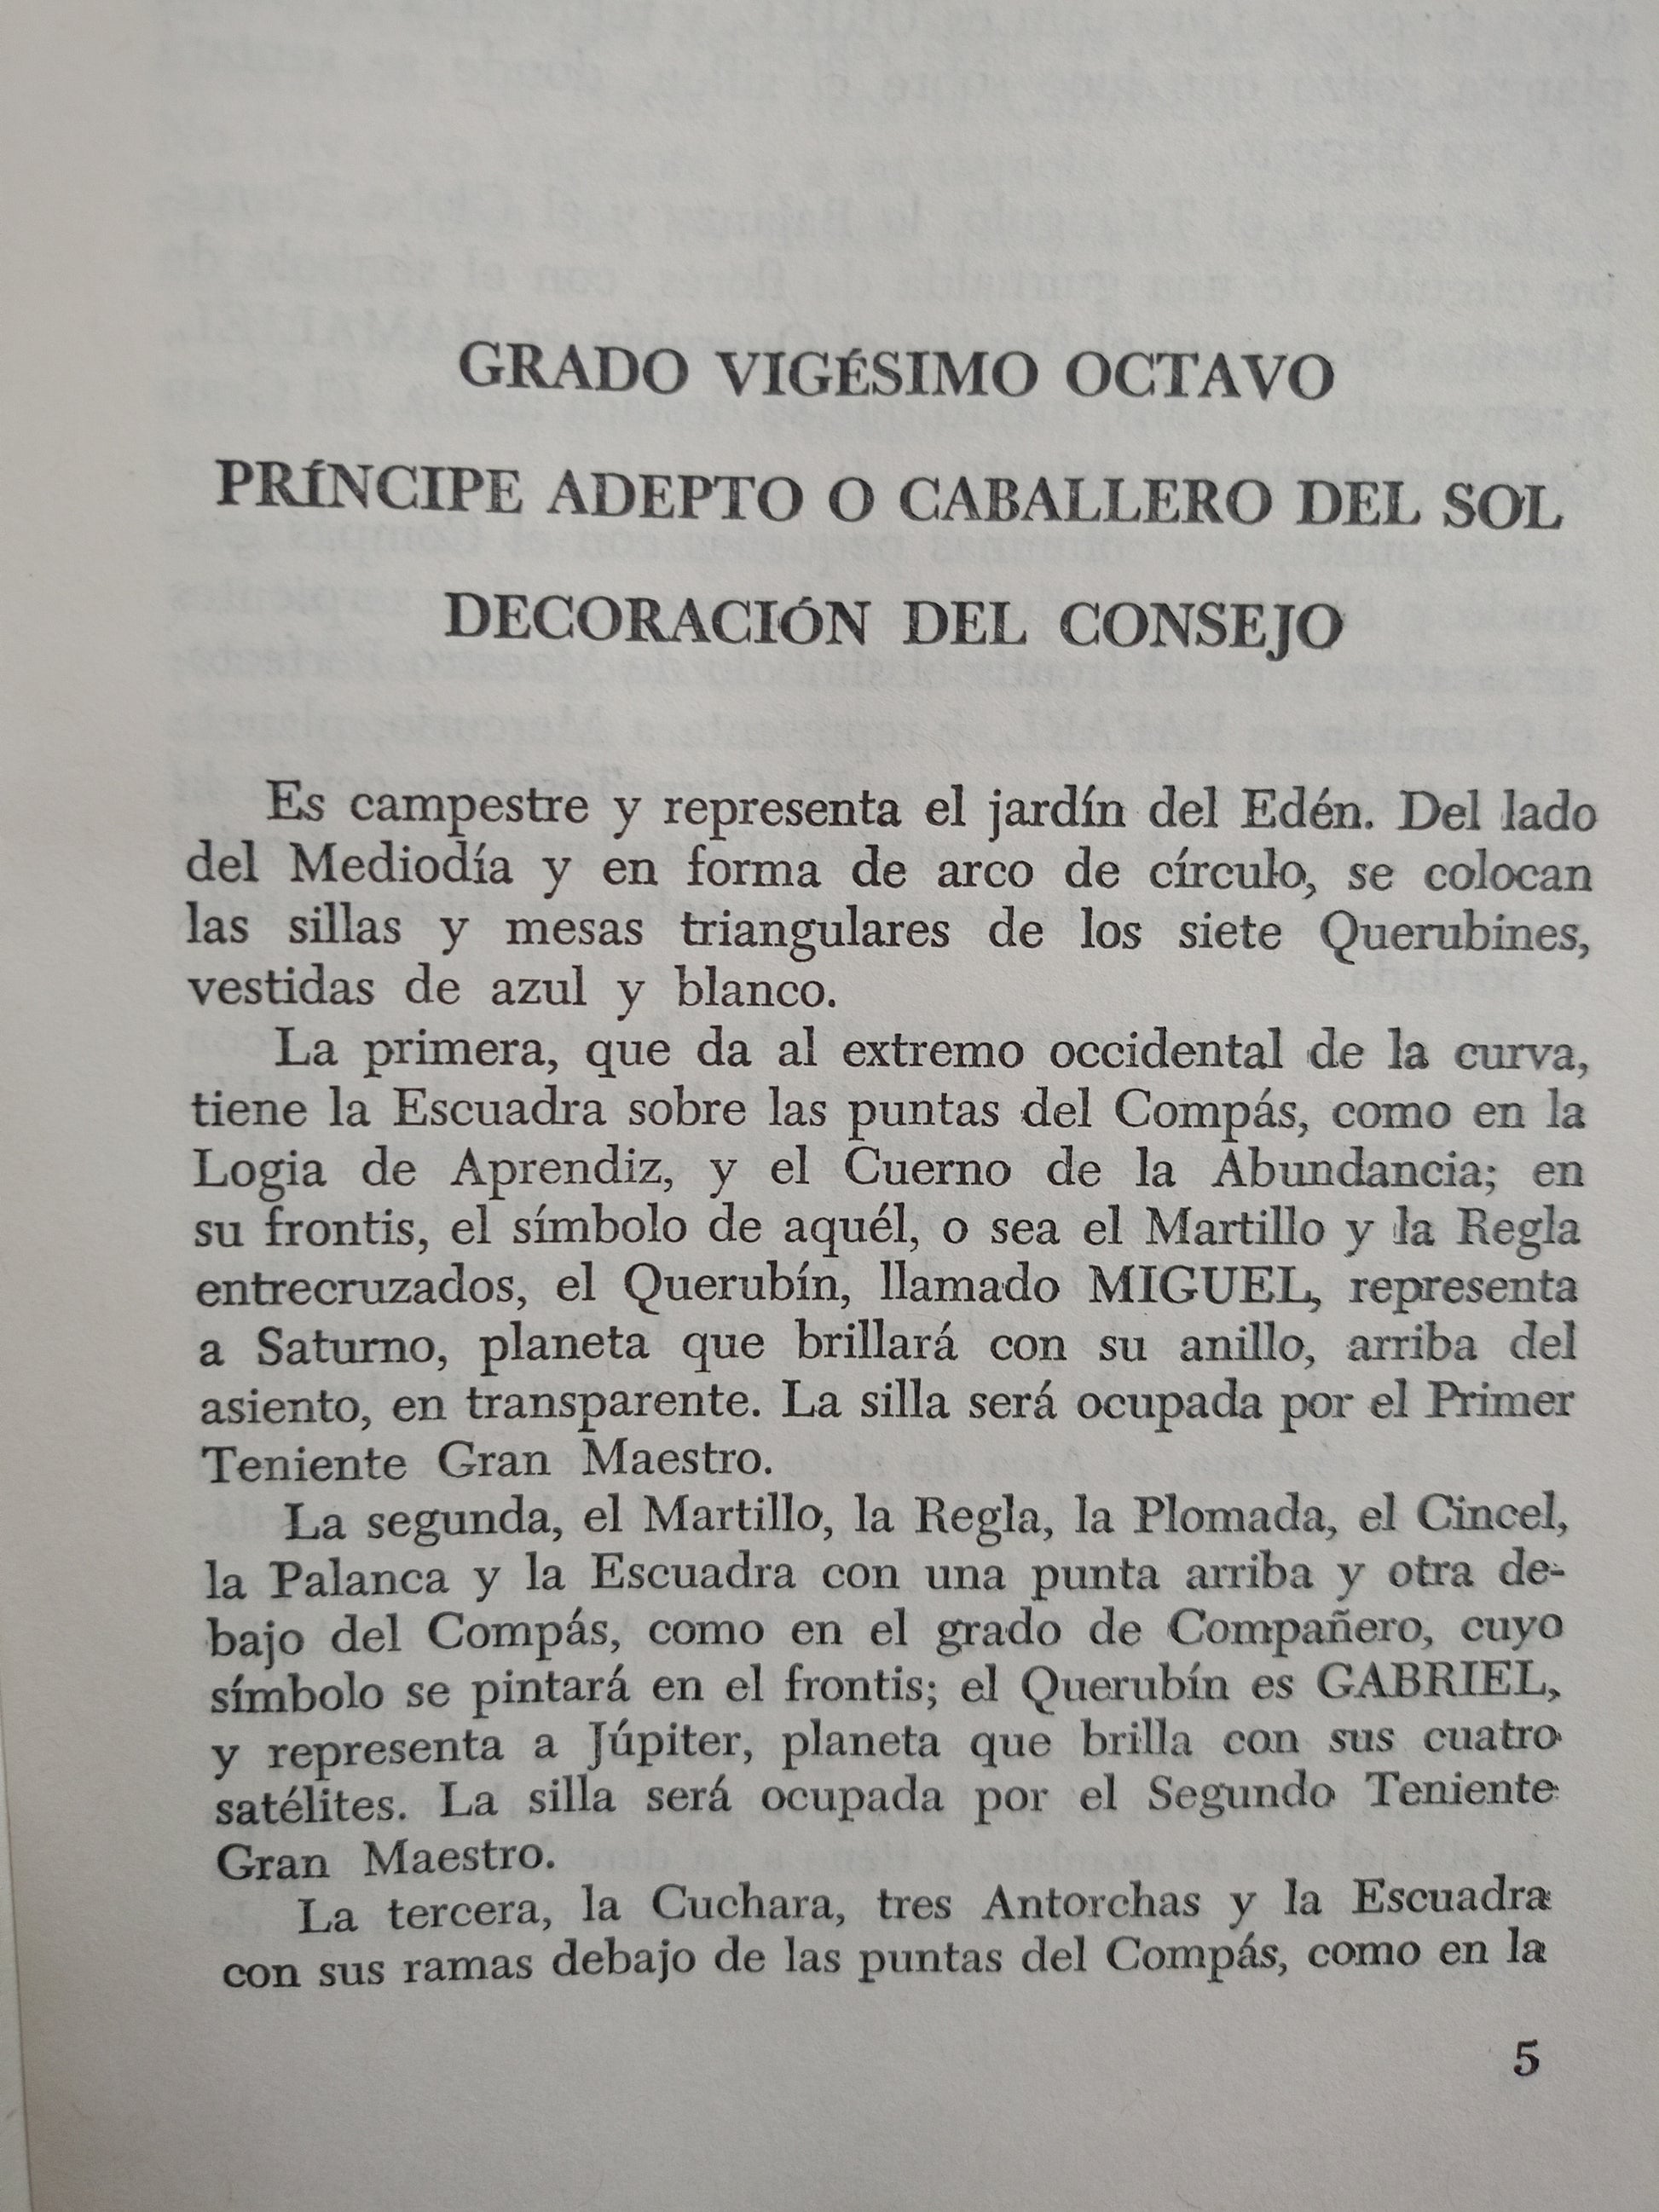 GRADO VIGÉSIMO OCTAVO
PRÍNCIPE ADEPTO O CABALLERO DEL SOL
DECORACIÓN DEL CONSEJO
Es campestre y representa el jardín del Edén. Del lado
del Mediodía y en forma de arco de círculo, se colocan
las sillas y mesas triangulares de los siete Querubines,
vestidas de azul y blanco.
La primera, que da al extremo occidental de la curva,
tiene la Escuadra sobre las puntas del Compás, como en la
Logia de Aprendiz, y el Cuerno de la Abundancia; en
su frontis, el símbolo de aquél, o sea el Martillo y la Regla
entrecruzados, el Querubín, llamado MIGUEL, representa
a Saturno, planeta que brillará con su anillo, arriba del
asiento, en transparente. La silla será ocupada por el Primer
Teniente Gran Maestro.
La segunda, el Martillo, la Regla, la Plomada, el Cincel,
la Palanca y la Escuadra con una punta arriba y otra de-
bajo del Compás, como en el grado de Compañero, cuyo
símbolo se pintará en el frontis; el Querubín es GABRIEL,
y representa a Júpiter, planeta que brilla con sus cuatro
satélites. La silla será ocupada por el Segundo Teniente
Gran Maestro.
La tercera, la Cuchara, tres Antorchas y la Escuadra
con sus ramas debajo de las puntas del Compás, como en la
5